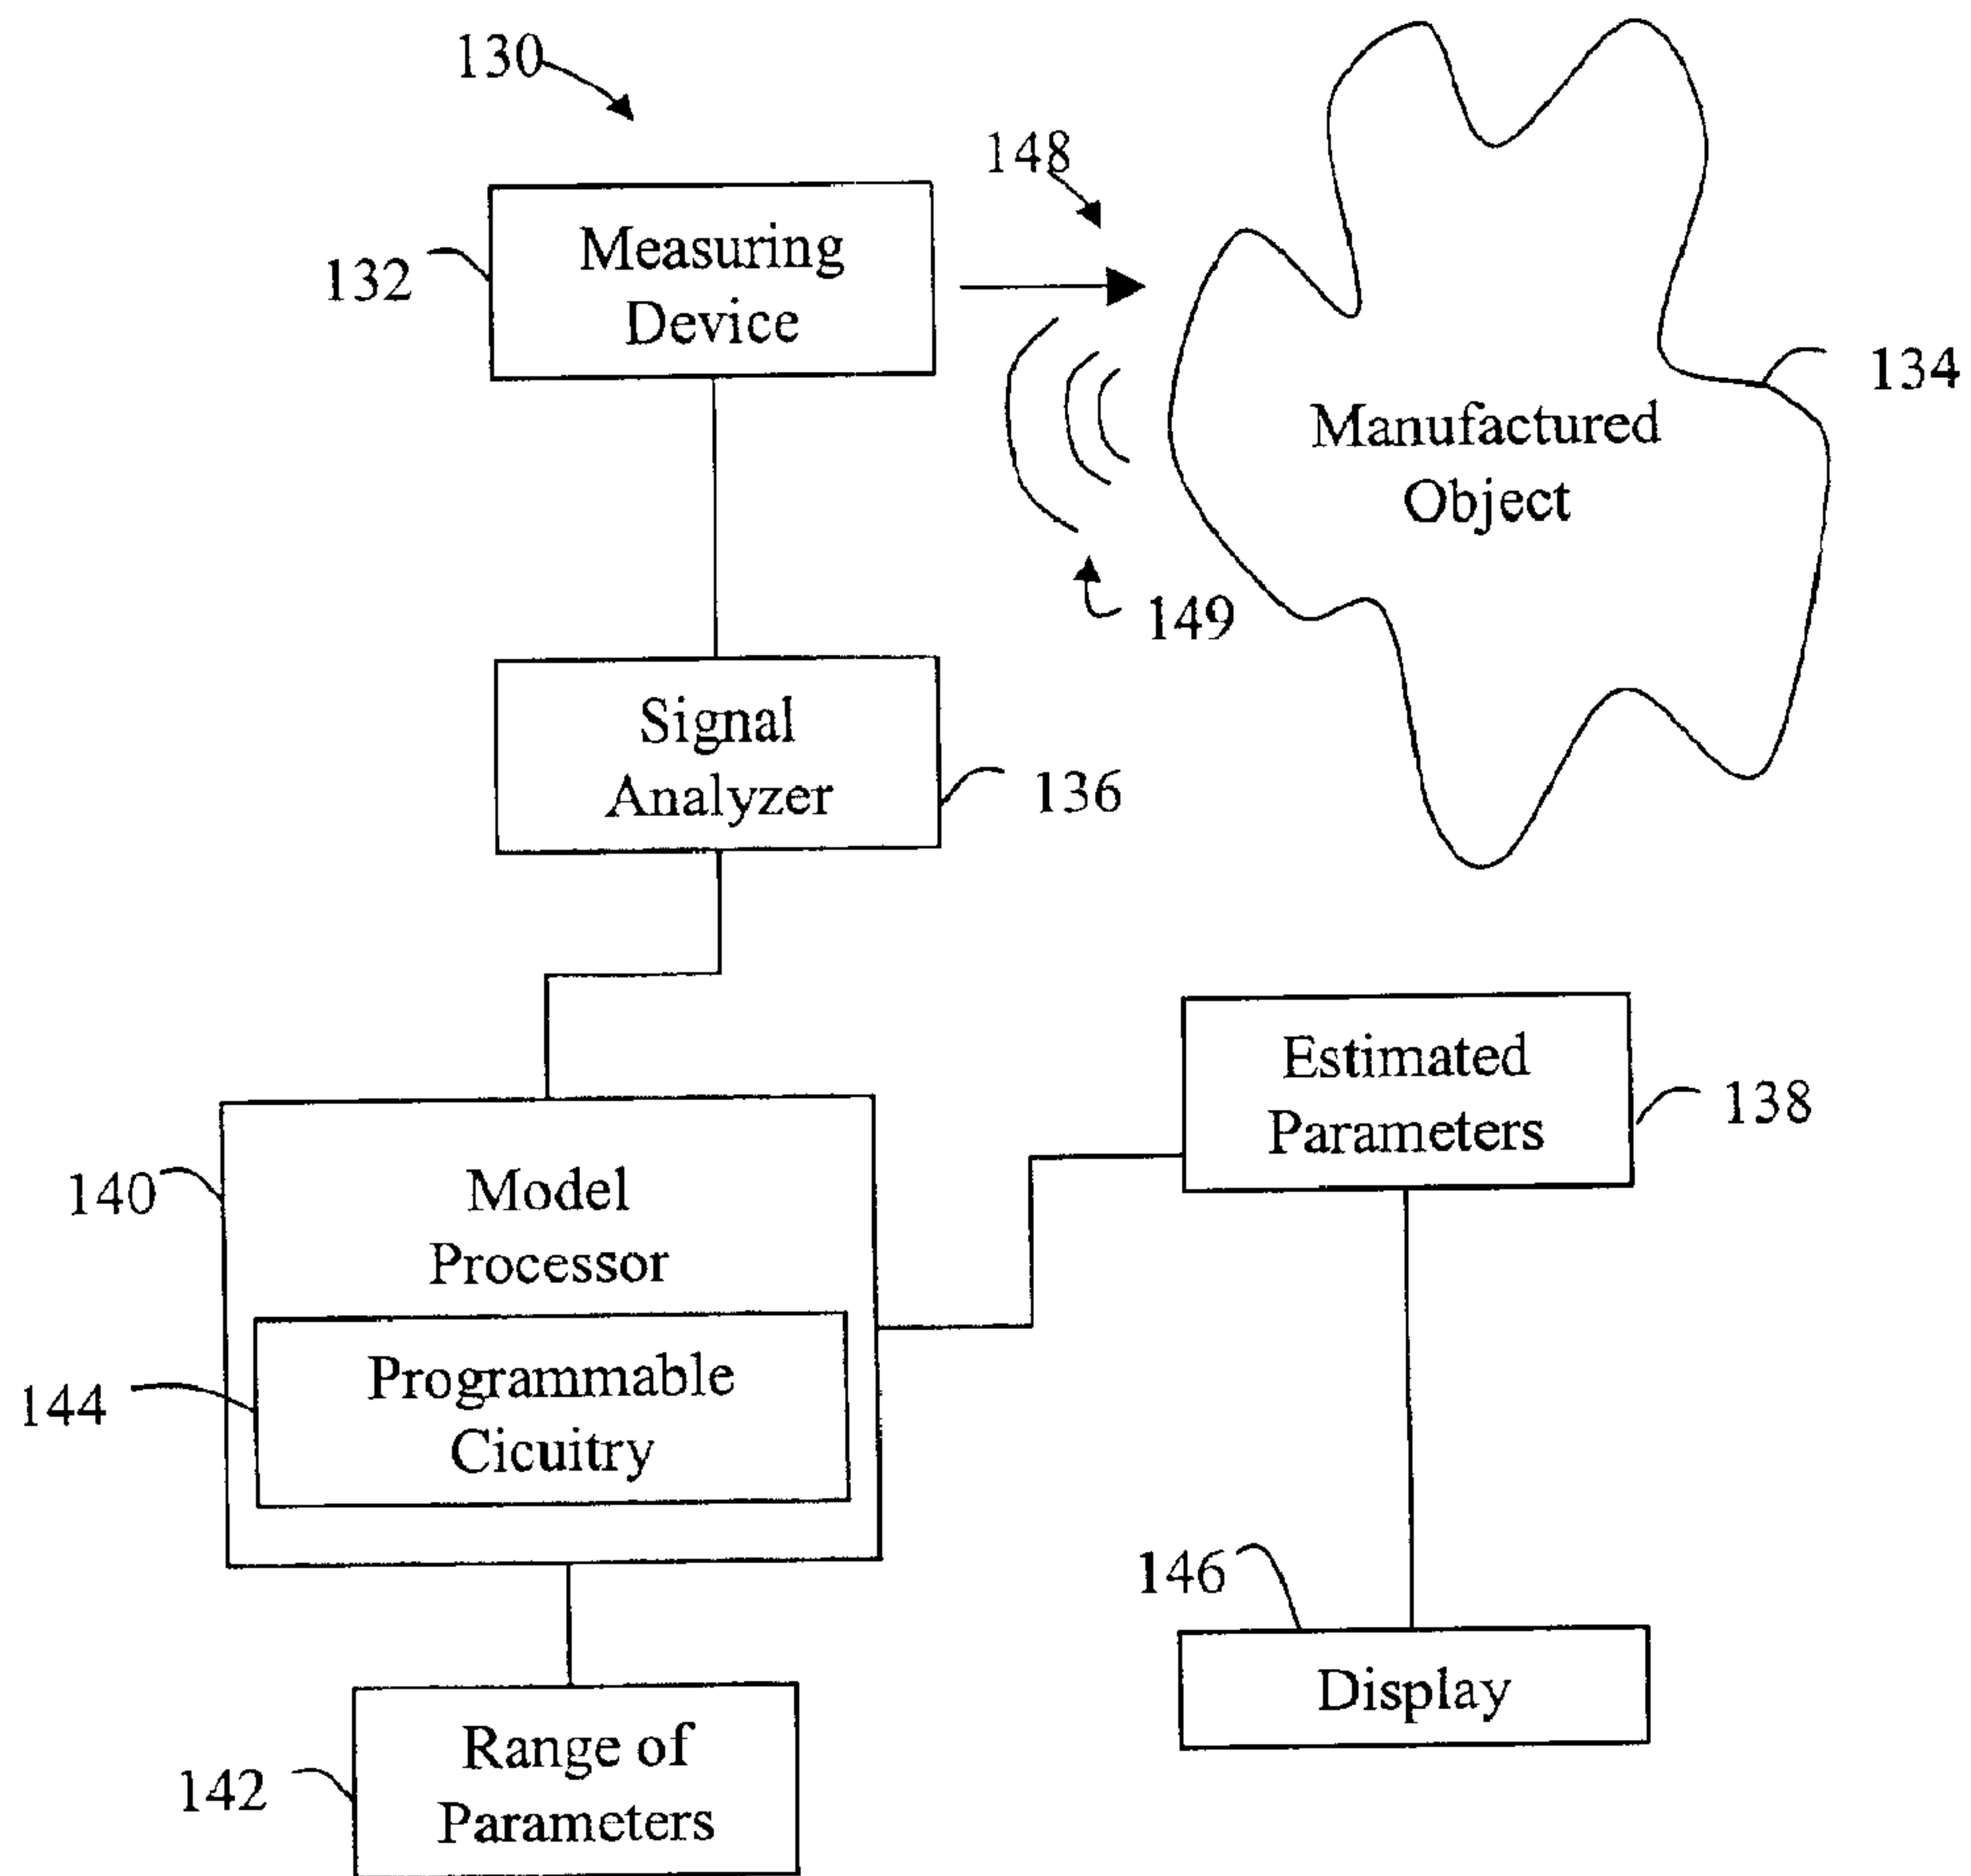 130
148
Measuring
Device
132
134
Manufactured
Object
149
Signal
Analyzer
136
Estimated
Parameters
138
140
Model
Processor
144
Programmable
Cicuitry
146
Display
142
Range of
Parameters